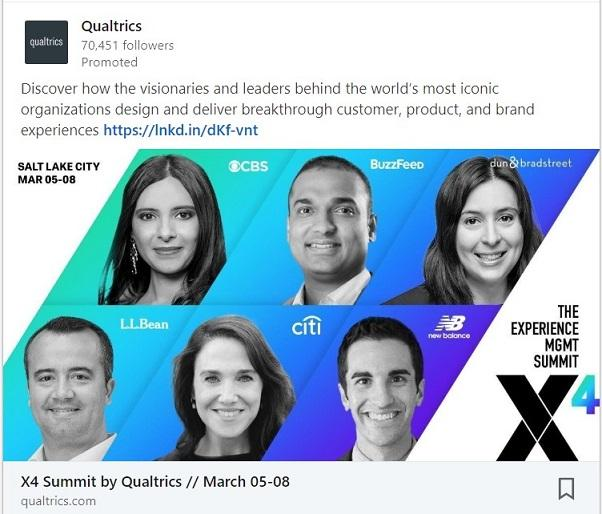 qualtrics
Qualtrics
70,451 followers
Promoted
Discover how the visionaries and leaders behind the world's most iconic
organizations design and deliver breakthrough customer, product, and brand
experiences https://lnkd.in/dKf-vnt
SALT LAKE CITY
MAR 05-08
CBS
BUZZFEED
dun & bradstreet
L.L.Bean
citi
NB
new balance
THE
EXPERIENCE
MGMT
SUMMIT
X4
X4 Summit by Qualtrics // March 05-08
qualtrics.com